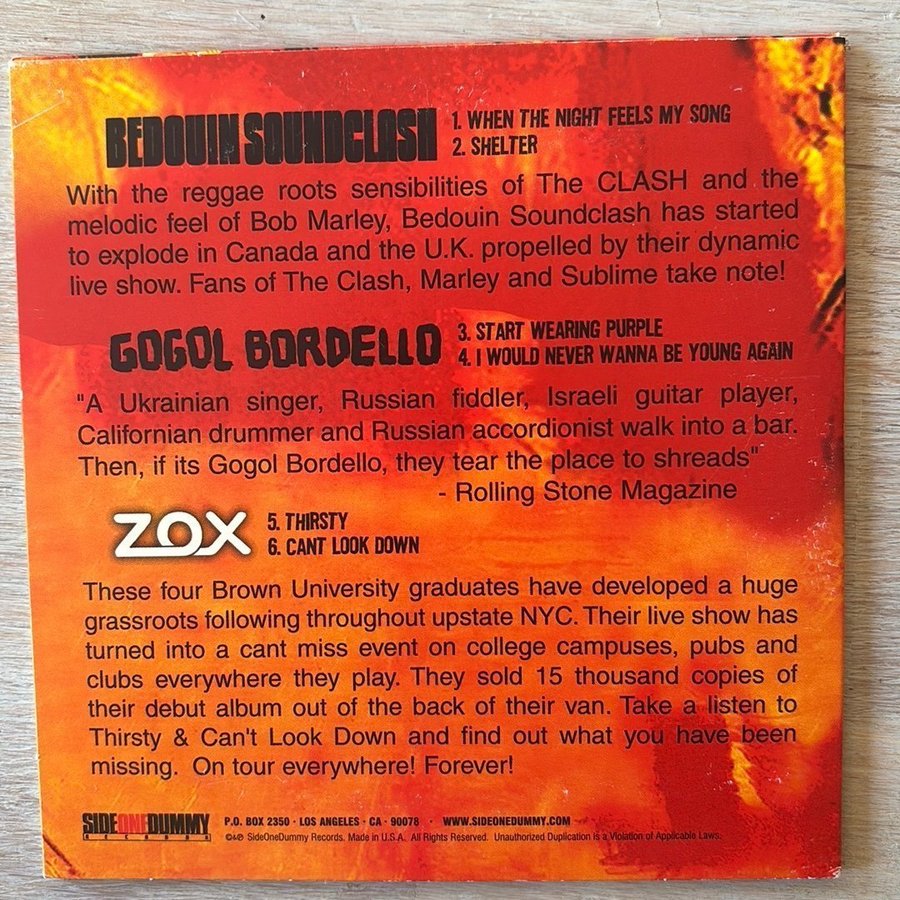 BEDOUIN SOUNDCLASH
1. WHEN THE NIGHT FEELS MY SONG
2. SHELTER
With the reggae roots sensibilities of The CLASH and the
melodic feel of Bob Marley, Bedouin Soundclash has started
to explode in Canada and the U.K. propelled by their dynamic
live show. Fans of The Clash, Marley and Sublime take note!
GOGOL BORDELLO
3. START WEARING PURPLE
4. I WOULD NEVER WANNA BE YOUNG AGAIN
"A Ukrainian singer, Russian fiddler, Israeli guitar player,
Californian drummer and Russian accordionist walk into a bar.
Then, if its Gogol Bordello, they tear the place to shreads"
- Rolling Stone Magazine
ZOX
5. THIRSTY
6. CANT LOOK DOWN
These four Brown University graduates have developed a huge
grassroots following throughout upstate NYC. Their live show has
turned into a cant miss event on college campuses, pubs and
clubs everywhere they play. They sold 15 thousand copies of
their debut album out of the back of their van. Take a listen to
Thirsty & Can't Look Down and find out what you have been
missing. On tour everywhere! Forever!
SIDEONEDUMMY
RECORDS
P.O. BOX 2350 · LOS ANGELES · CA · 90078 · WWW.SIDEONEDUMMY.COM
©&℗ SideOneDummy Records. Made in U.S.A. All Rights Reserved. Unauthorized Duplication is a Violation of Applicable Laws.